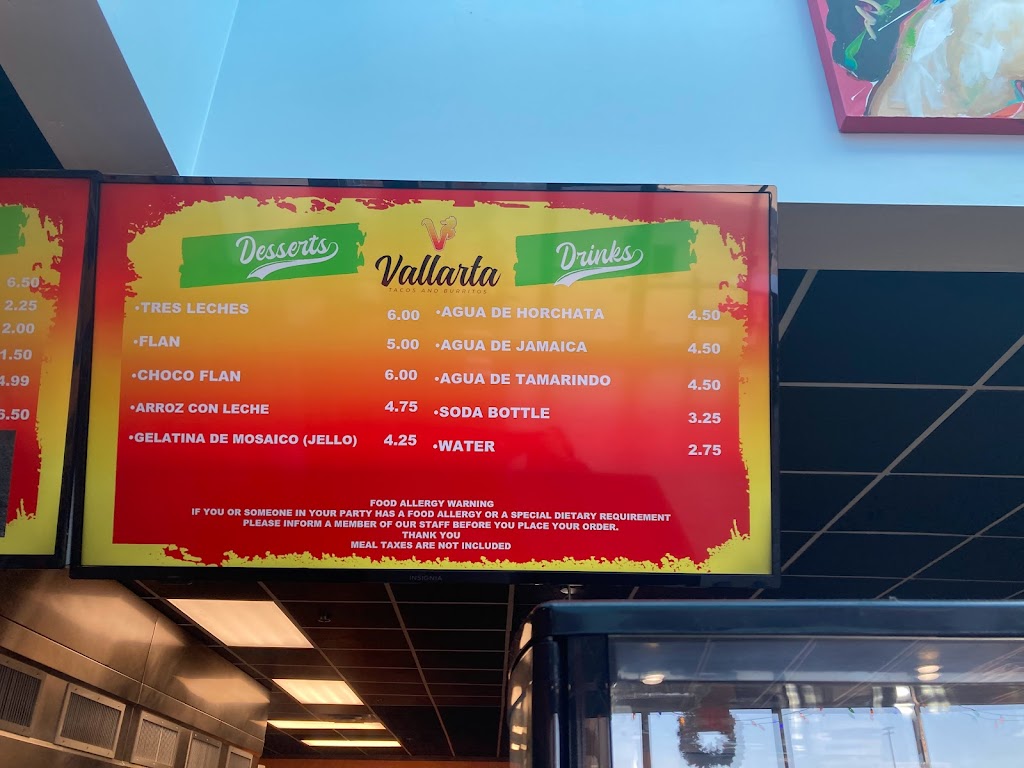 6.50
2.25
2.00
1.50
4.99
6.50
Desserts
•TRES LECHES 6.00
•FLAN 5.00
•CHOCO FLAN 6.00
•ARROZ CON LECHE 4.75
•GELATINA DE MOSAICO (JELLO) 4.25
V
Vallarta
TACOS AND BURRITOS
Drinks
•AGUA DE HORCHATA 4.50
•AGUA DE JAMAICA 4.50
•AGUA DE TAMARINDO 4.50
•SODA BOTTLE 3.25
•WATER 2.75
FOOD ALLERGY WARNING
IF YOU OR SOMEONE IN YOUR PARTY HAS A FOOD ALLERGY OR A SPECIAL DIETARY REQUIREMENT
PLEASE INFORM A MEMBER OF OUR STAFF BEFORE YOU PLACE YOUR ORDER.
THANK YOU
MEAL TAXES ARE NOT INCLUDED
INSIGNIA